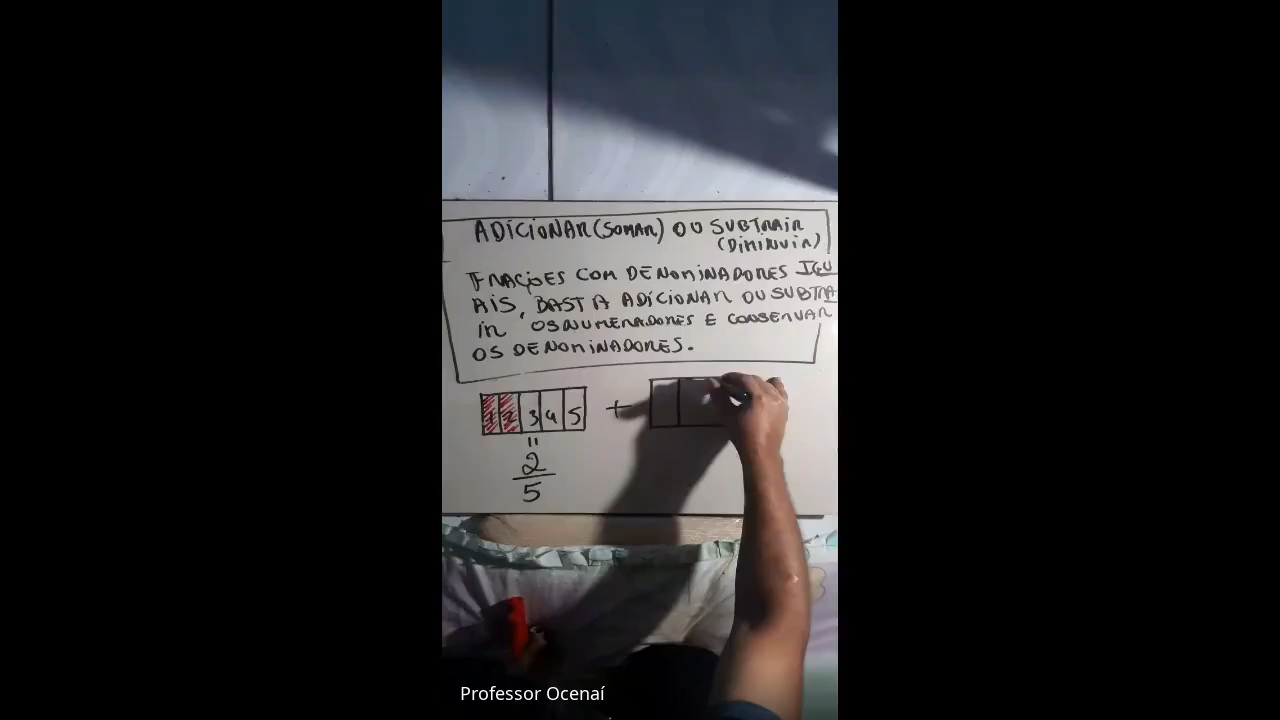 ADICIONAR (SOMAR) OU SUBTRAIR
(DIMINUIR)
FRAÇÕES COM DENOMINADORES IGU
AIS, BASTA ADICIONAR OU SUBTRA
IR OS NUMERADORES E CONSERVAR
OS DENOMINADORES.
1 2 3 4 5 +
=
2
5
Professor Ocenaí